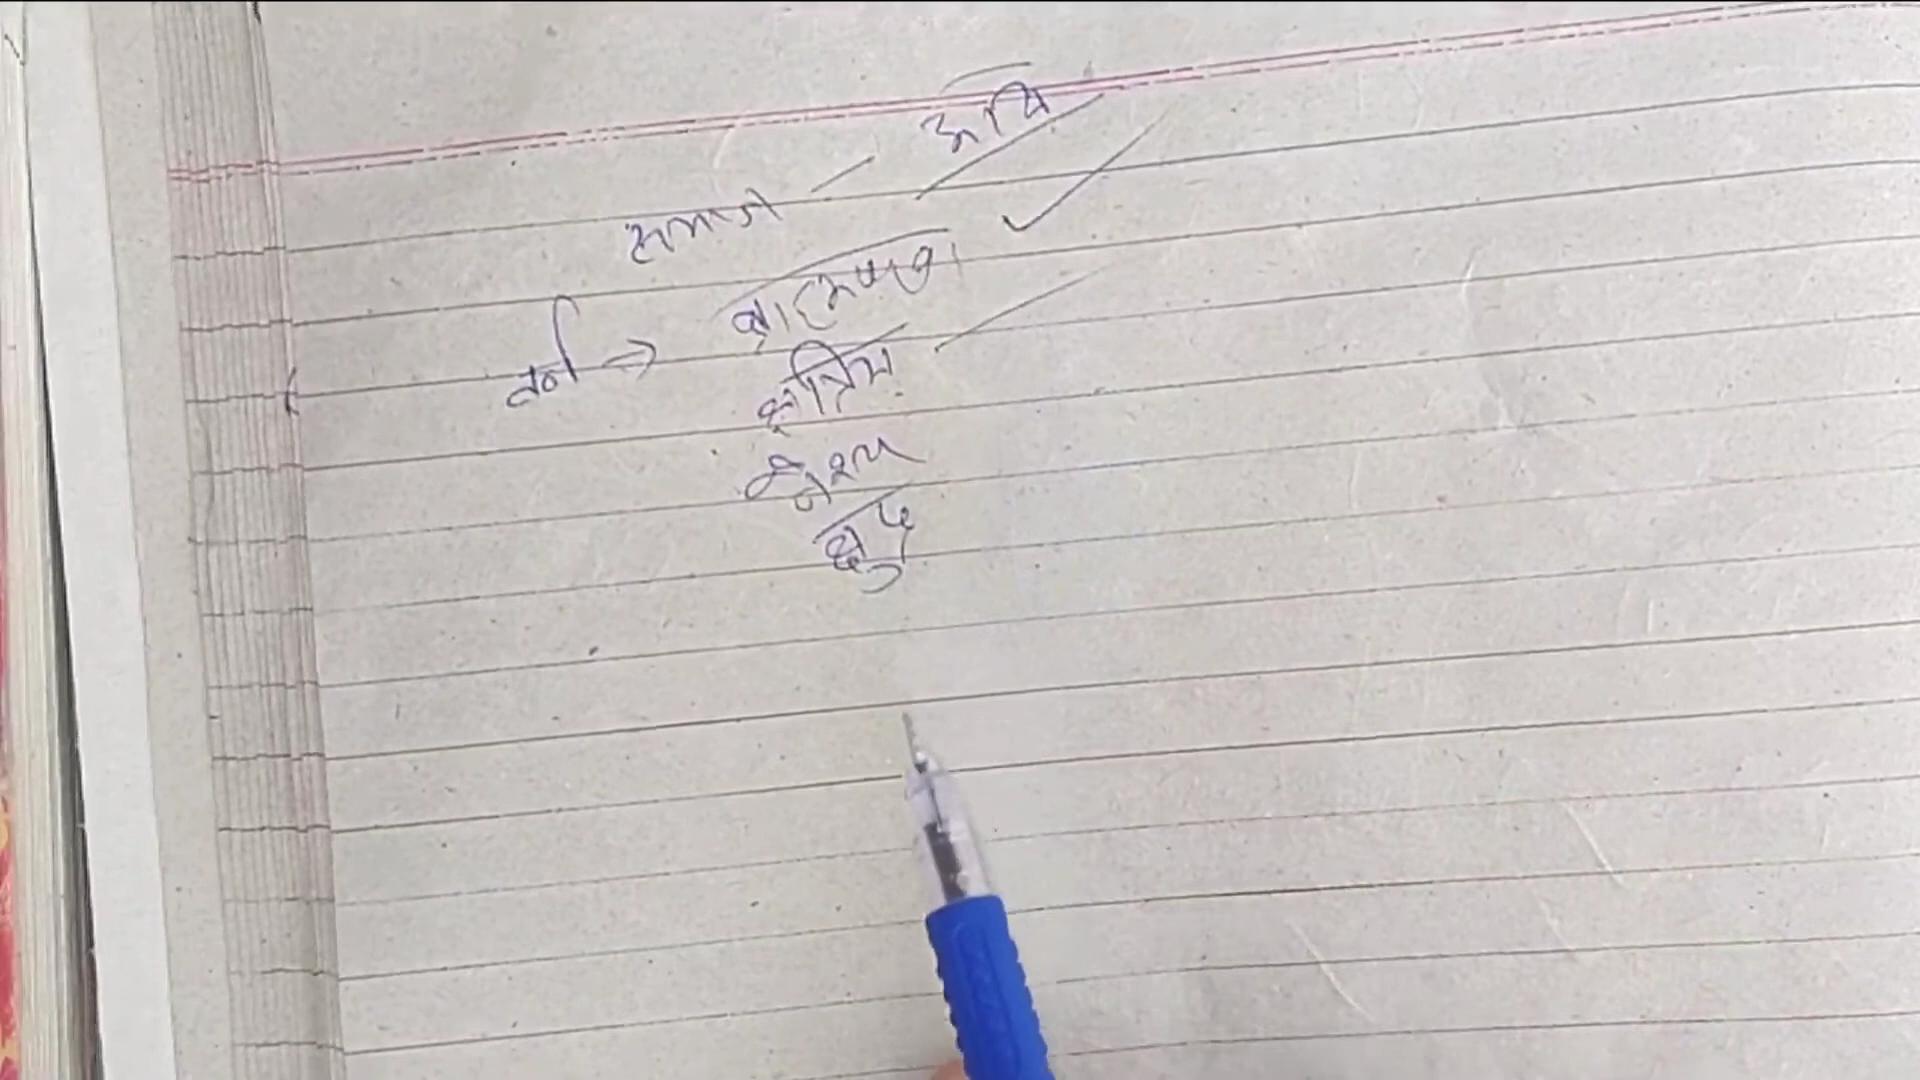 समाज -
वर्ण → ब्राह्मण
क्षत्रिय
वैश्य
क्षुद्र